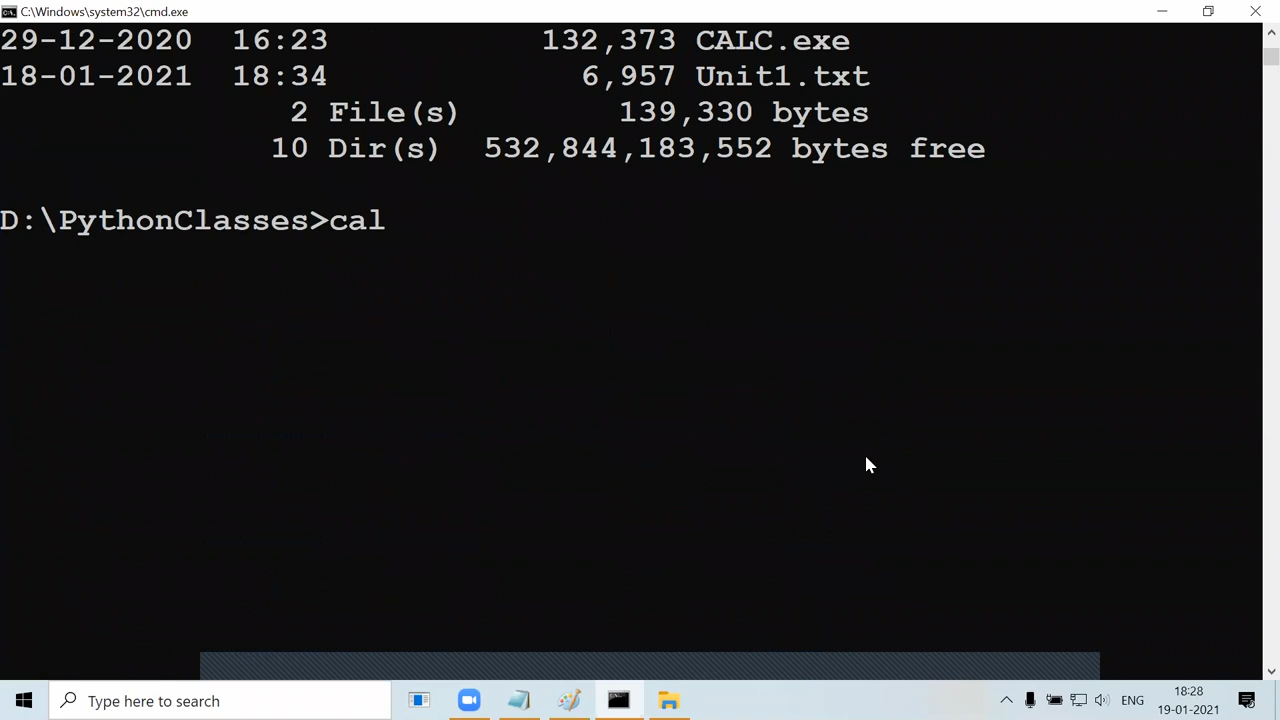 C:\Windows\system32\cmd.exe
29-12-2020 16:23 132,373 CALC.exe
18-01-2021 18:34 6,957 Unit1.txt
2 File(s) 139,330 bytes
10 Dir(s) 532,844,183,552 bytes free
D:\PythonClasses>cal
Type here to search
ENG
18:28
19-01-2021